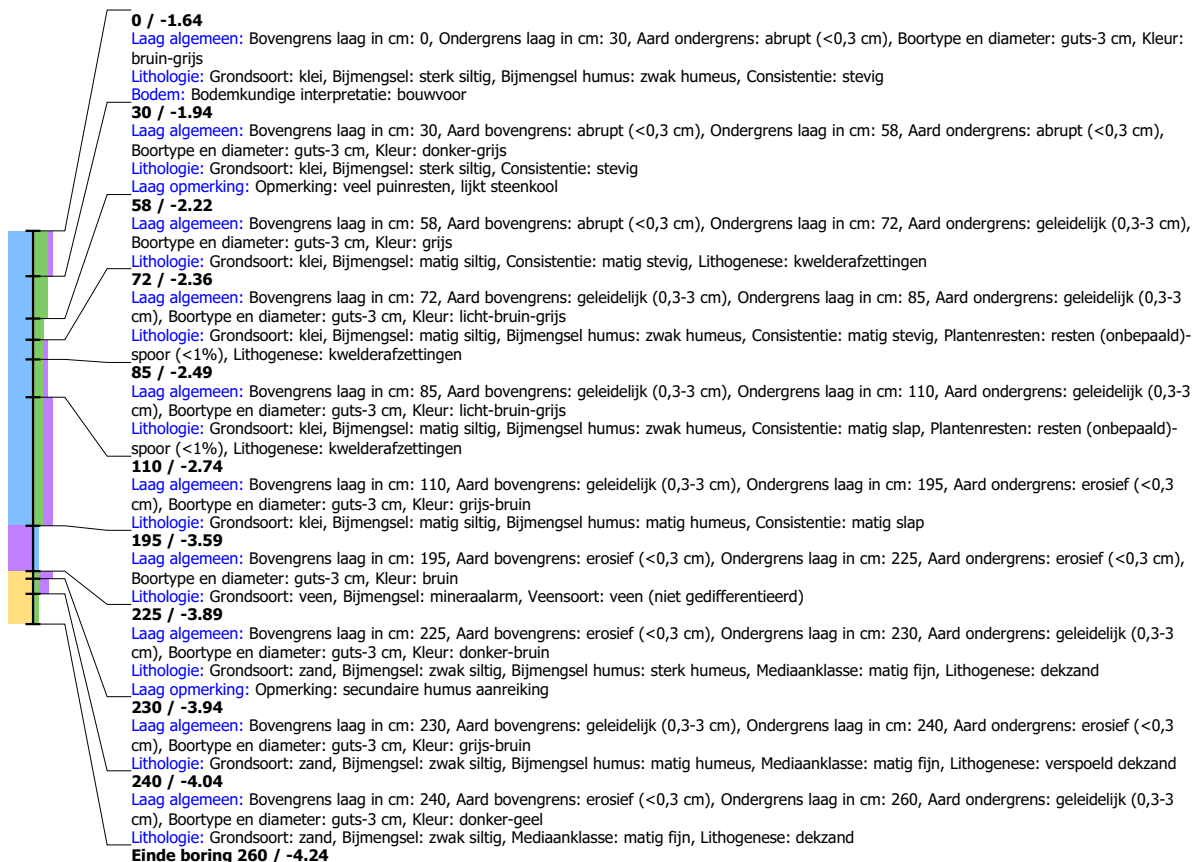 0 / -1.64
Laag algemeen: Bovengrens laag in cm: 0, Ondergrens laag in cm: 30, Aard ondergrens: abrupt (<0,3 cm), Boortype en diameter: guts-3 cm, Kleur:
bruin-grijs
Lithologie: Grondsoort: klei, Bijmengsel: sterk siltig, Bijmengsel humus: zwak humeus, Consistentie: stevig
Bodem: Bodemkundige interpretatie: bouwvoor
30 / -1.94
Laag algemeen: Bovengrens laag in cm: 30, Aard bovengrens: abrupt (<0,3 cm), Ondergrens laag in cm: 58, Aard ondergrens: abrupt (<0,3 cm),
Boortype en diameter: guts-3 cm, Kleur: donker-grijs
Lithologie: Grondsoort: klei, Bijmengsel: sterk siltig, Consistentie: stevig
Laag opmerking: Opmerking: veel puinresten, lijkt steenkool
58 / -2.22
Laag algemeen: Bovengrens laag in cm: 58, Aard bovengrens: abrupt (<0,3 cm), Ondergrens laag in cm: 72, Aard ondergrens: geleidelijk (0,3-3 cm),
Boortype en diameter: guts-3 cm, Kleur: grijs
Lithologie: Grondsoort: klei, Bijmengsel: matig siltig, Consistentie: matig stevig, Lithogenese: kwelderafzettingen
72 / -2.36
Laag algemeen: Bovengrens laag in cm: 72, Aard bovengrens: geleidelijk (0,3-3 cm), Ondergrens laag in cm: 85, Aard ondergrens: geleidelijk (0,3-3
cm), Boortype en diameter: guts-3 cm, Kleur: licht-bruin-grijs
Lithologie: Grondsoort: klei, Bijmengsel: matig siltig, Bijmengsel humus: zwak humeus, Consistentie: matig stevig, Plantenresten: resten (onbepaald)-
spoor (<1%), Lithogenese: kwelderafzettingen
85 / -2.49
Laag algemeen: Bovengrens laag in cm: 85, Aard bovengrens: geleidelijk (0,3-3 cm), Ondergrens laag in cm: 110, Aard ondergrens: geleidelijk (0,3-3
cm), Boortype en diameter: guts-3 cm, Kleur: licht-bruin-grijs
Lithologie: Grondsoort: klei, Bijmengsel: matig siltig, Bijmengsel humus: zwak humeus, Consistentie: matig slap, Plantenresten: resten (onbepaald)-
spoor (<1%), Lithogenese: kwelderafzettingen
110 / -2.74
Laag algemeen: Bovengrens laag in cm: 110, Aard bovengrens: geleidelijk (0,3-3 cm), Ondergrens laag in cm: 195, Aard ondergrens: erosief (<0,3
cm), Boortype en diameter: guts-3 cm, Kleur: grijs-bruin
Lithologie: Grondsoort: klei, Bijmengsel: matig siltig, Bijmengsel humus: matig humeus, Consistentie: matig slap
195 / -3.59
Laag algemeen: Bovengrens laag in cm: 195, Aard bovengrens: erosief (<0,3 cm), Ondergrens laag in cm: 225, Aard ondergrens: erosief (<0,3 cm),
Boortype en diameter: guts-3 cm, Kleur: bruin
Lithologie: Grondsoort: veen, Bijmengsel: mineraalarm, Veensoort: veen (niet gedifferentieerd)
225 / -3.89
Laag algemeen: Bovengrens laag in cm: 225, Aard bovengrens: erosief (<0,3 cm), Ondergrens laag in cm: 230, Aard ondergrens: geleidelijk (0,3-3
cm), Boortype en diameter: guts-3 cm, Kleur: donker-bruin
Lithologie: Grondsoort: zand, Bijmengsel: zwak siltig, Bijmengsel humus: sterk humeus, Mediaanklasse: matig fijn, Lithogenese: dekzand
Laag opmerking: Opmerking: secundaire humus aanreiking
230 / -3.94
Laag algemeen: Bovengrens laag in cm: 230, Aard bovengrens: geleidelijk (0,3-3 cm), Ondergrens laag in cm: 240, Aard ondergrens: erosief (<0,3
cm), Boortype en diameter: guts-3 cm, Kleur: grijs-bruin
Lithologie: Grondsoort: zand, Bijmengsel: zwak siltig, Bijmengsel humus: matig humeus, Mediaanklasse: matig fijn, Lithogenese: verspoeld dekzand
240 / -4.04
Laag algemeen: Bovengrens laag in cm: 240, Aard bovengrens: erosief (<0,3 cm), Ondergrens laag in cm: 260, Aard ondergrens: geleidelijk (0,3-3
cm), Boortype en diameter: guts-3 cm, Kleur: donker-geel
Lithologie: Grondsoort: zand, Bijmengsel: zwak siltig, Mediaanklasse: matig fijn, Lithogenese: dekzand
Einde boring 260 / -4.24